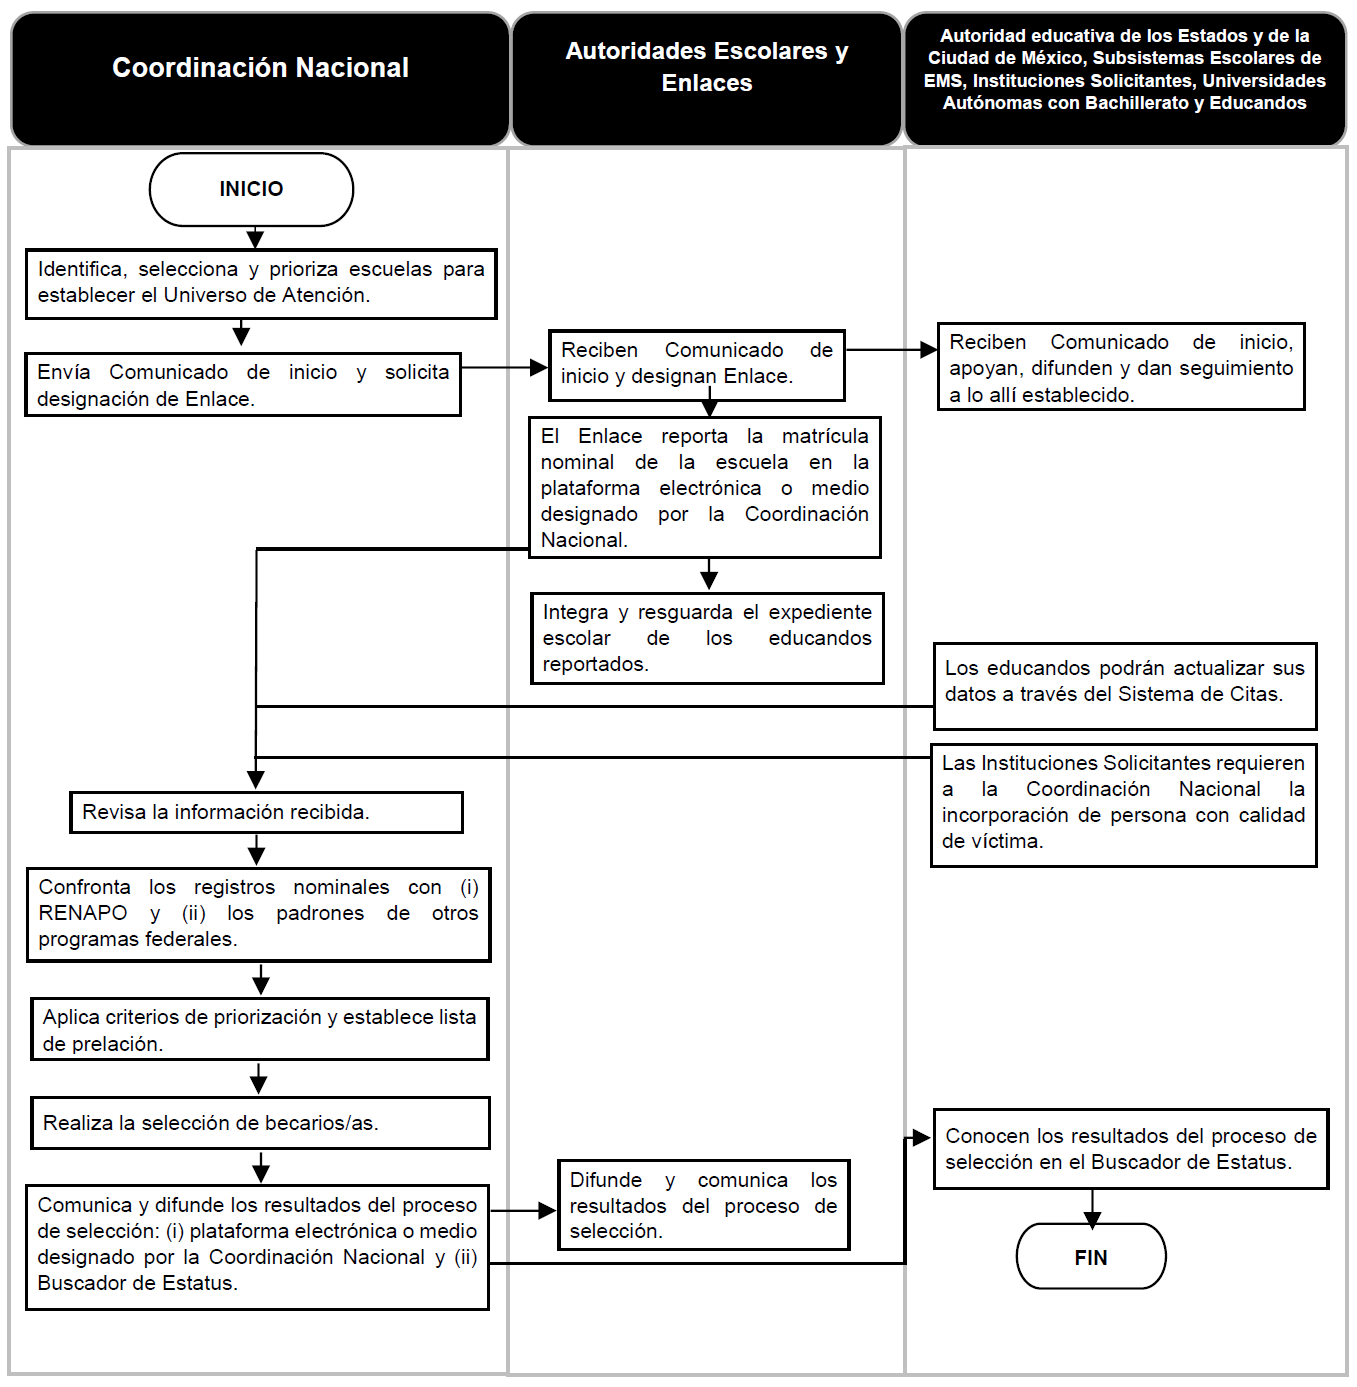 Coordinación Nacional
Autoridades Escolares y
Enlaces
Autoridad educativa de los Estados y de la
Ciudad de México, Subsistemas Escolares de
EMS, Instituciones Solicitantes, Universidades
Autónomas con Bachillerato y Educandos
INICIO
Identifica, selecciona y prioriza escuelas para
establecer el Universo de Atención.
Envía Comunicado de inicio y solicita
designación de Enlace.
Reciben Comunicado de
inicio y designan Enlace.
Reciben Comunicado de inicio,
apoyan, difunden y dan seguimiento
a lo allí establecido.
El Enlace reporta la matrícula
nominal de la escuela en la
plataforma electrónica o medio
designado por la Coordinación
Nacional.
Integra y resguarda el expediente
escolar de los educandos
reportados.
Los educandos podrán actualizar sus
datos a través del Sistema de Citas.
Las Instituciones Solicitantes requieren
a la Coordinación Nacional la
incorporación de persona con calidad
de víctima.
Revisa la información recibida.
Confronta los registros nominales con (i)
RENAPO y (ii) los padrones de otros
programas federales.
Aplica criterios de priorización y establece lista
de prelación.
Realiza la selección de becarios/as.
Comunica y difunde los resultados del proceso
de selección: (i) plataforma electrónica o medio
designado por la Coordinación Nacional y (ii)
Buscador de Estatus.
Difunde y comunica los
resultados del proceso de
selección.
Conocen los resultados del proceso de
selección en el Buscador de Estatus.
FIN